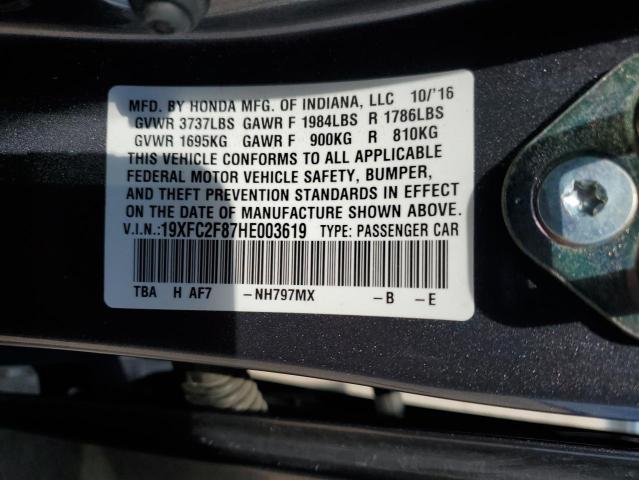 MFD. BY HONDA MFG. OF INDIANA, LLC 10/'16
GVWR 3737LBS GAWR F 1984LBS R 1786LBS
GVWR 1695KG GAWR F 900KG R 810KG
THIS VEHICLE CONFORMS TO ALL APPLICABLE
FEDERAL MOTOR VEHICLE SAFETY, BUMPER,
AND THEFT PREVENTION STANDARDS IN EFFECT
ON THE DATE OF MANUFACTURE SHOWN ABOVE.
V.I.N.:19XFC2F87HE003619 TYPE: PASSENGER CAR
TBA H AF7 -NH797MX -B -E